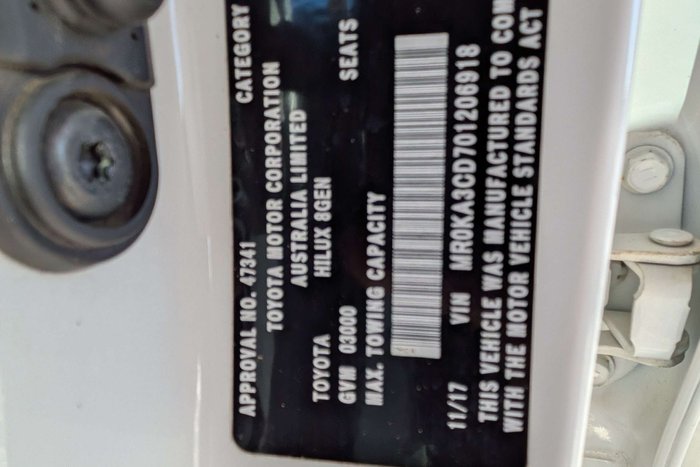 APPROVAL NO. 47341 CATEGORY
TOYOTA MOTOR CORPORATION
AUSTRALIA LIMITED
TOYOTA HILUX 8GEN
GVM 03000 SEATS
MAX. TOWING CAPACITY
11/17 VIN MR0KA3CD701206918
THIS VEHICLE WAS MANUFACTURED TO COM
WITH THE MOTOR VEHICLE STANDARDS ACT